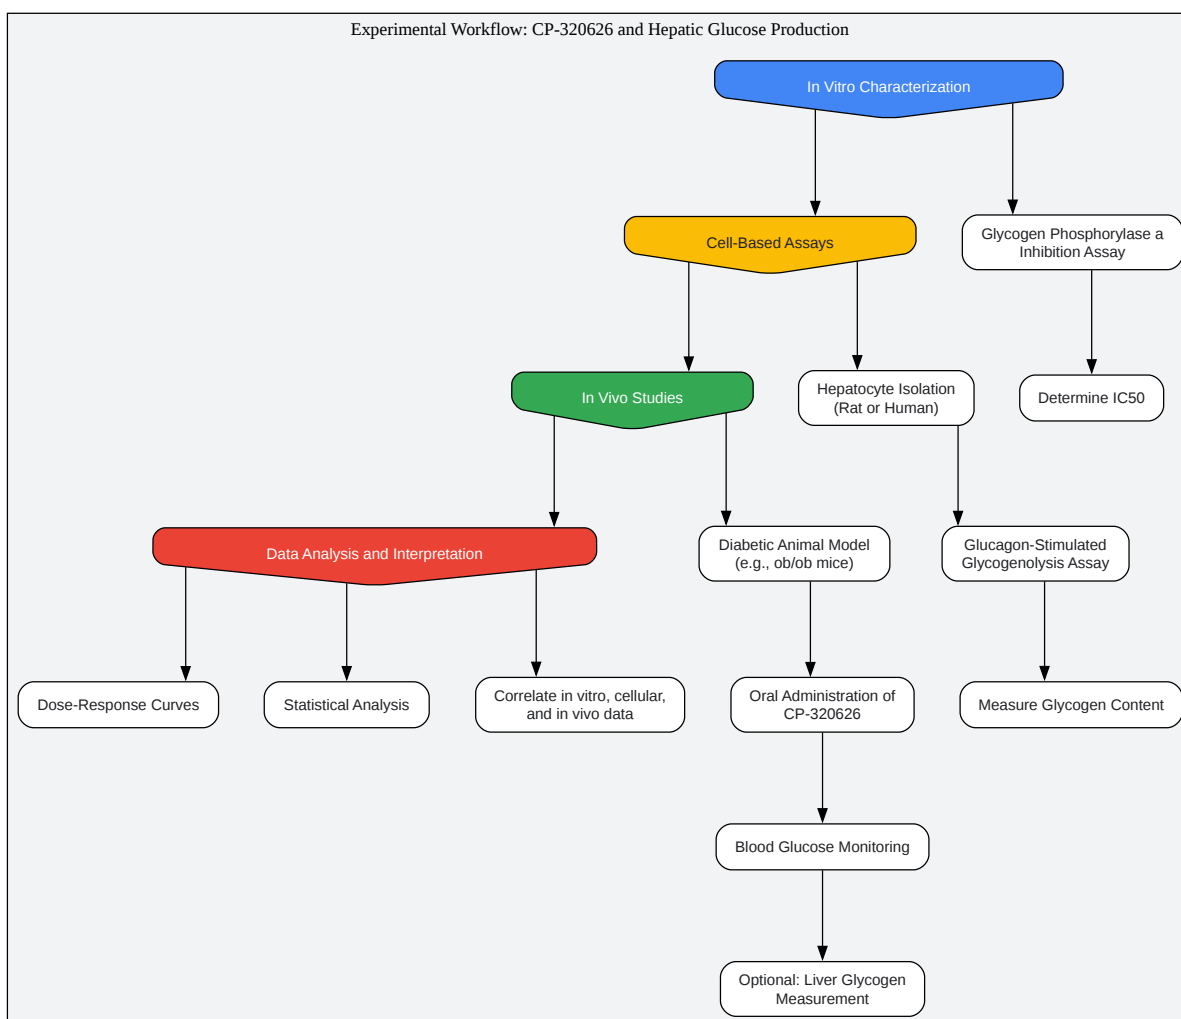 Experimental Workflow: CP-320626 and Hepatic Glucose Production
In Vitro Characterization
Cell-Based Assays
Glycogen Phosphorylase a
Inhibition Assay
In Vivo Studies
Hepatocyte Isolation
(Rat or Human)
Determine IC50
Data Analysis and Interpretation
Diabetic Animal Model
(e.g., ob/ob mice)
Glucagon-Stimulated
Glycogenolysis Assay
Dose-Response Curves
Statistical Analysis
Correlate in vitro, cellular,
and in vivo data
Oral Administration of
CP-320626
Measure Glycogen Content
Blood Glucose Monitoring
Optional: Liver Glycogen
Measurement